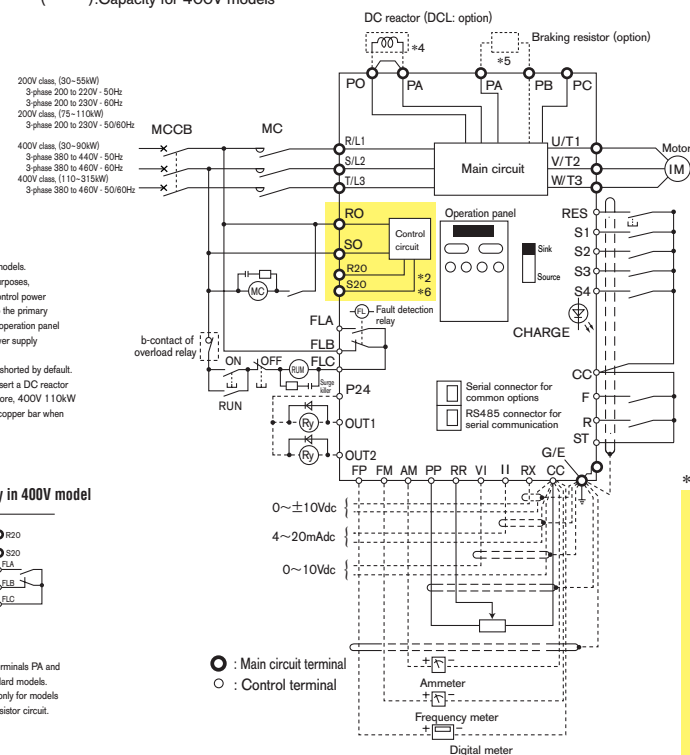 ( ):Capacity for 400V models
DC reactor (DCL: option)
*4
Braking resistor (option)
*5
PO
PA
PA
PB
PC
200V class, (30~55kW)
3-phase 200 to 220V - 50Hz
3-phase 200 to 230V - 60Hz
200V class, (75~110kW)
3-phase 200 to 230V - 50/60Hz
400V class, (30~90kW)
3-phase 380 to 440V - 50Hz
3-phase 380 to 460V - 60Hz
400V class, (110~315kW)
3-phase 380 to 460V - 50/60Hz
MCCB
MC
R/L1
S/L2
T/L3
Main circuit
U/T1
V/T2
W/T3
Motor
IM
RO
SO
R20
S20
Control
circuit
*2
*6
Operation panel
Sink
Source
RES
S1
S2
S3
S4
CHARGE
MC
models.
rposes,
ontrol power
the primary
operation panel
er supply
shorted by default.
sert a DC reactor
ore, 400V 110kW
copper bar when
b-contact of
overload relay
FL
Fault detection
relay
FLA
FLB
FLC
ON
OFF
RUM
Surge
killer
RUN
P24
Ry
OUT1
Ry
OUT2
Serial connector for
common options
RS485 connector for
serial communication
CC
F
R
ST
G/E
FP
FM
AM
PP
RR
VI
II
RX
CC
y in 400V model
R20
S20
FLA
FLB
FLC
0~±10Vdc
4~20mAdc
0~10Vdc
*
rminals PA and
dard models.
only for models
sistor circuit.
: Main circuit terminal
: Control terminal
+ -
Ammeter
+ -
Frequency meter
+ -
Digital meter